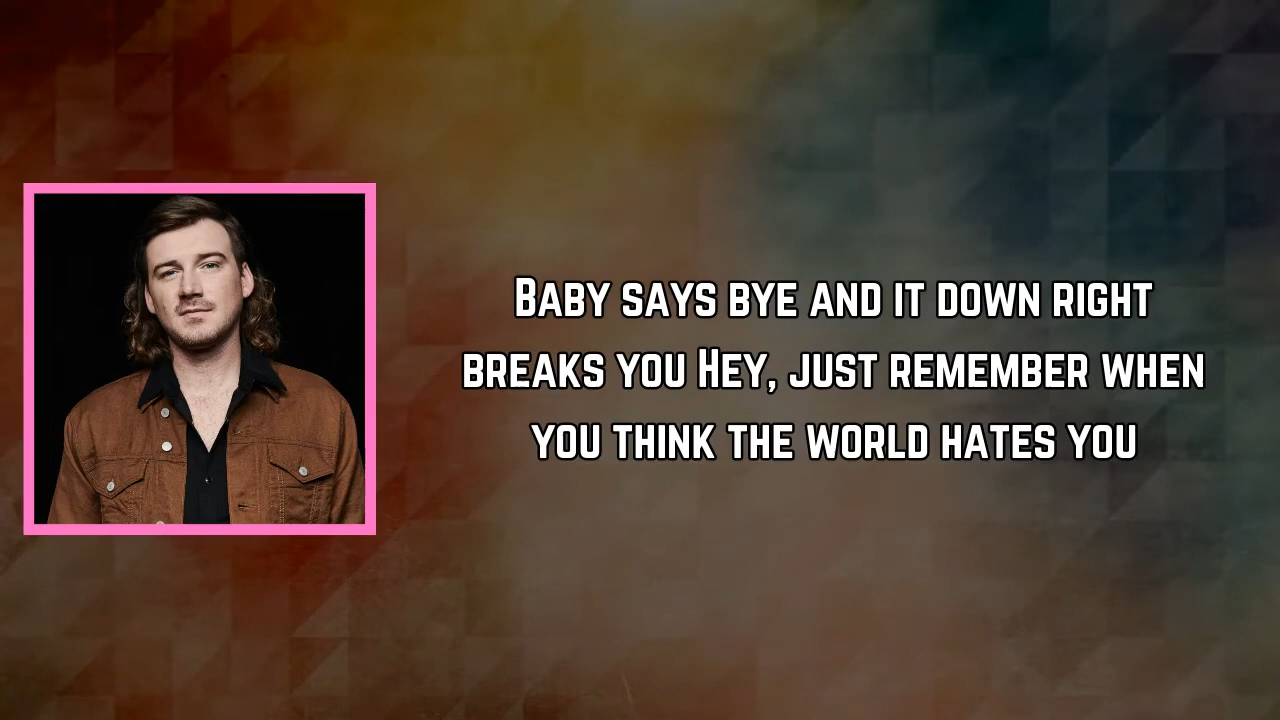 Baby says bye and it down right
breaks you Hey, just remember when
you think the world hates you